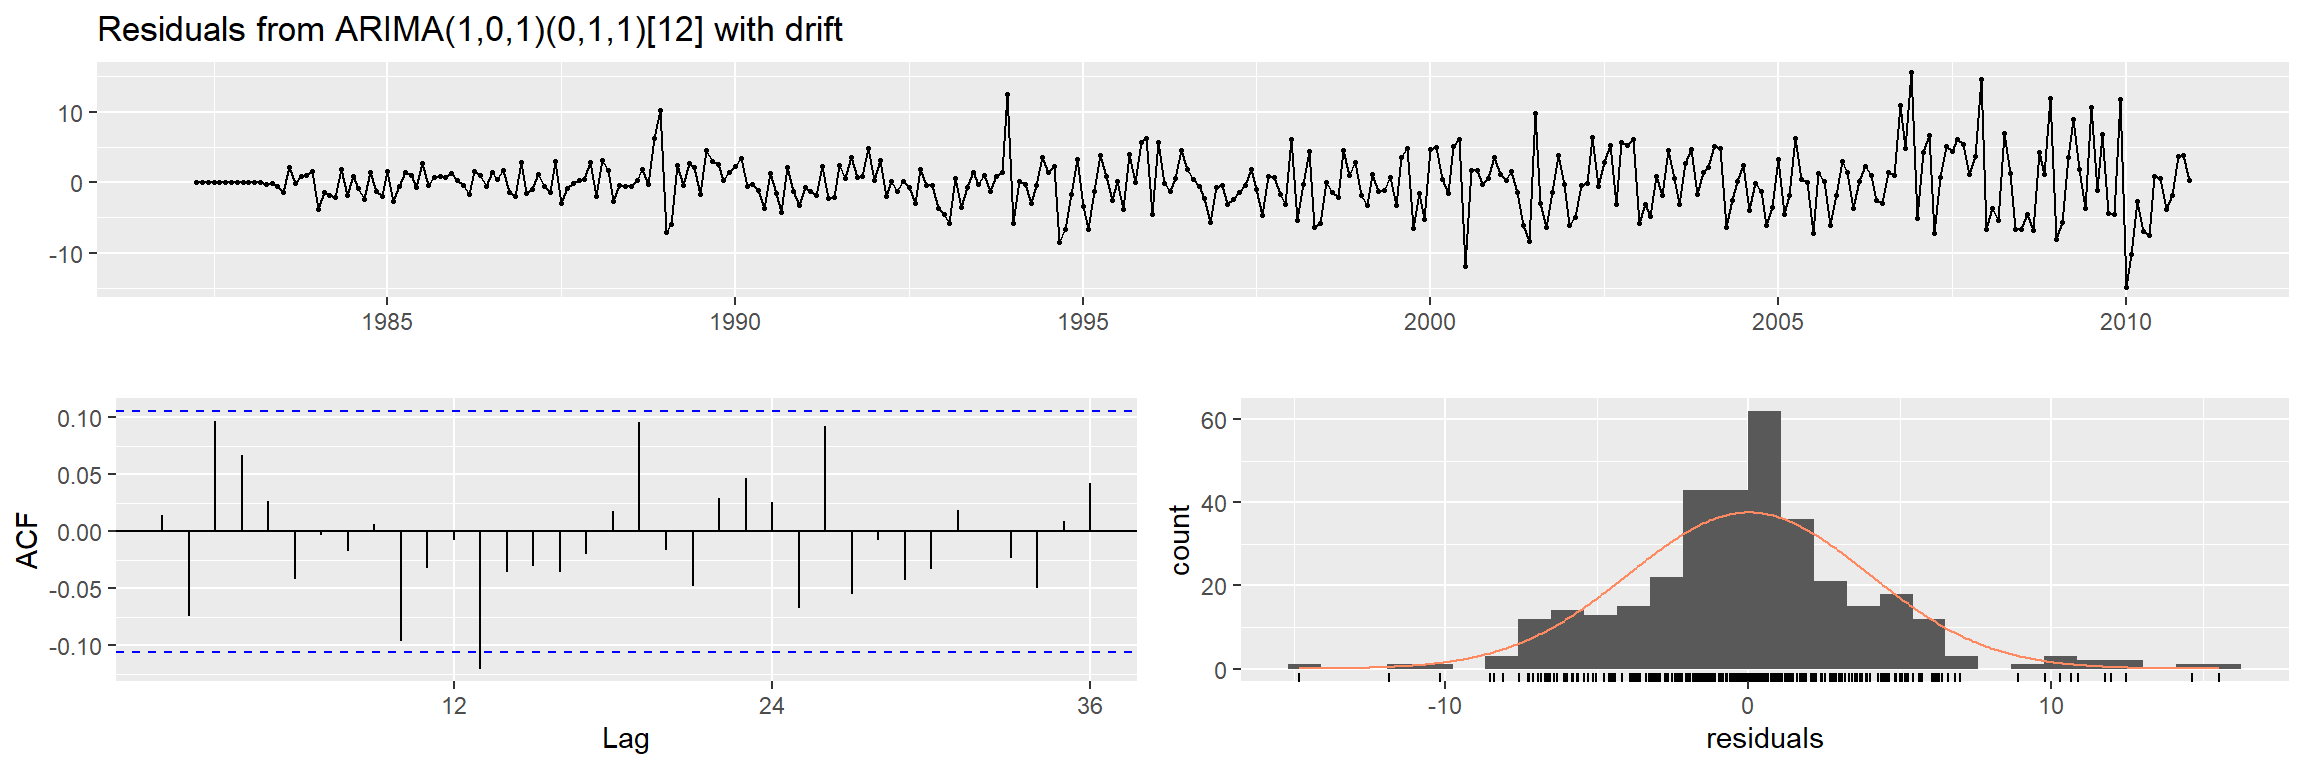 Residuals from ARIMA(1,0,1)(0,1,1)[12] with drift
10
0
-10
1985 1990 1995 2000 2005 2010
ACF
0.10
0.05
0.00
-0.05
-0.10
12 24 36
Lag
count
60
40
20
0
-10 0 10
residuals